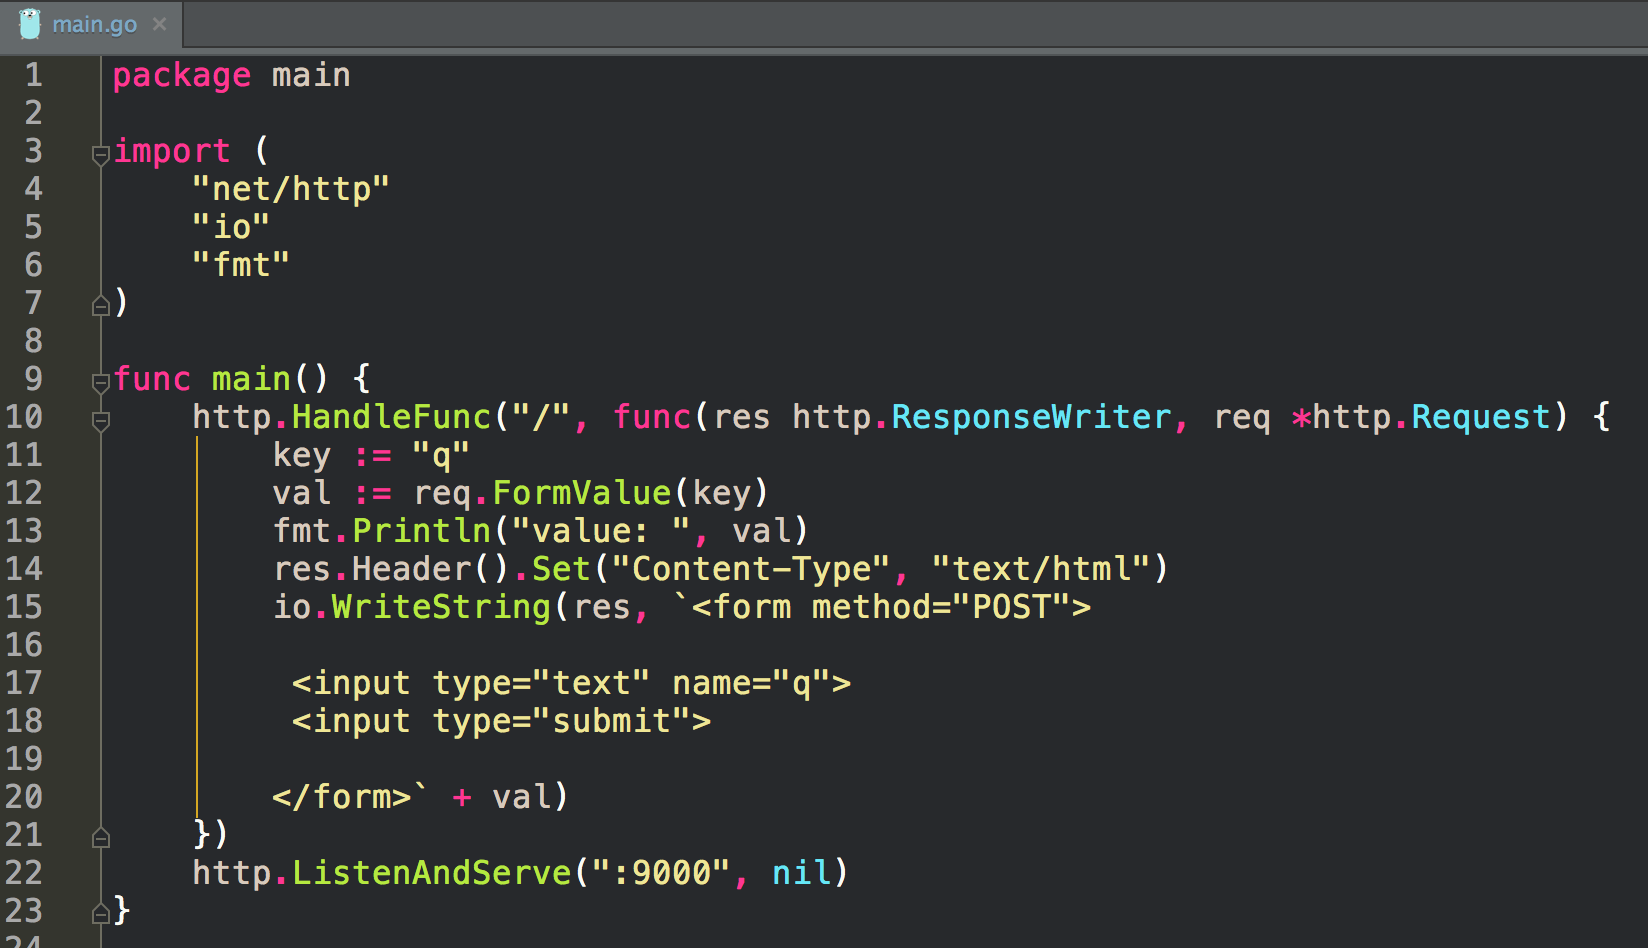 main.go ×
1 package main
2
3 import (
4     "net/http"
5     "io"
6     "fmt"
7 )
8
9 func main() {
10     http.HandleFunc("/", func(res http.ResponseWriter, req *http.Request) {
11         key := "q"
12         val := req.FormValue(key)
13         fmt.Println("value: ", val)
14         res.Header().Set("Content-Type", "text/html")
15         io.WriteString(res, `<form method="POST">
16
17          <input type="text" name="q">
18          <input type="submit">
19
20         </form>` + val)
21     })
22     http.ListenAndServe(":9000", nil)
23 }
24